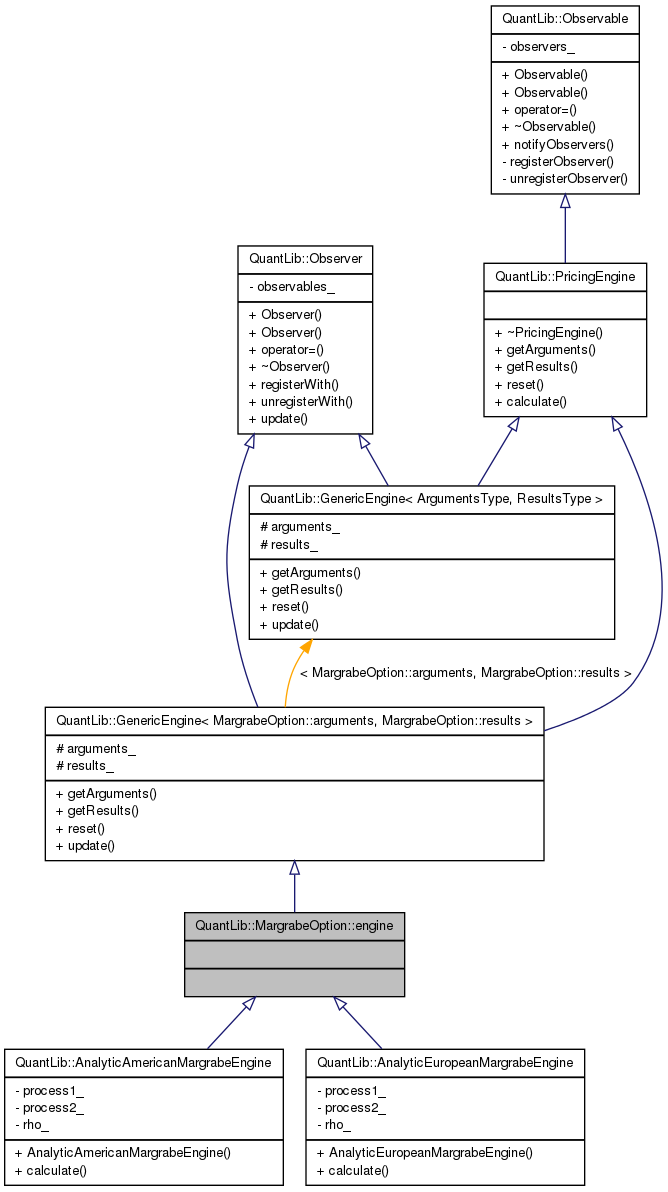 QuantLib::Observable
- observers_
+ Observable()
+ Observable()
+ operator=()
+ ~Observable()
+ notifyObservers()
- registerObserver()
- unregisterObserver()
QuantLib::Observer
- observables_
+ Observer()
+ Observer()
+ operator=()
+ ~Observer()
+ registerWith()
+ unregisterWith()
+ update()
QuantLib::PricingEngine
+ ~PricingEngine()
+ getArguments()
+ getResults()
+ reset()
+ calculate()
QuantLib::GenericEngine< ArgumentsType, ResultsType >
# arguments_
# results_
+ getArguments()
+ getResults()
+ reset()
+ update()
< MargrabeOption::arguments, MargrabeOption::results >
QuantLib::GenericEngine< MargrabeOption::arguments, MargrabeOption::results >
# arguments_
# results_
+ getArguments()
+ getResults()
+ reset()
+ update()
QuantLib::MargrabeOption::engine
QuantLib::AnalyticAmericanMargrabeEngine
- process1_
- process2_
- rho_
+ AnalyticAmericanMargrabeEngine()
+ calculate()
QuantLib::AnalyticEuropeanMargrabeEngine
- process1_
- process2_
- rho_
+ AnalyticEuropeanMargrabeEngine()
+ calculate()